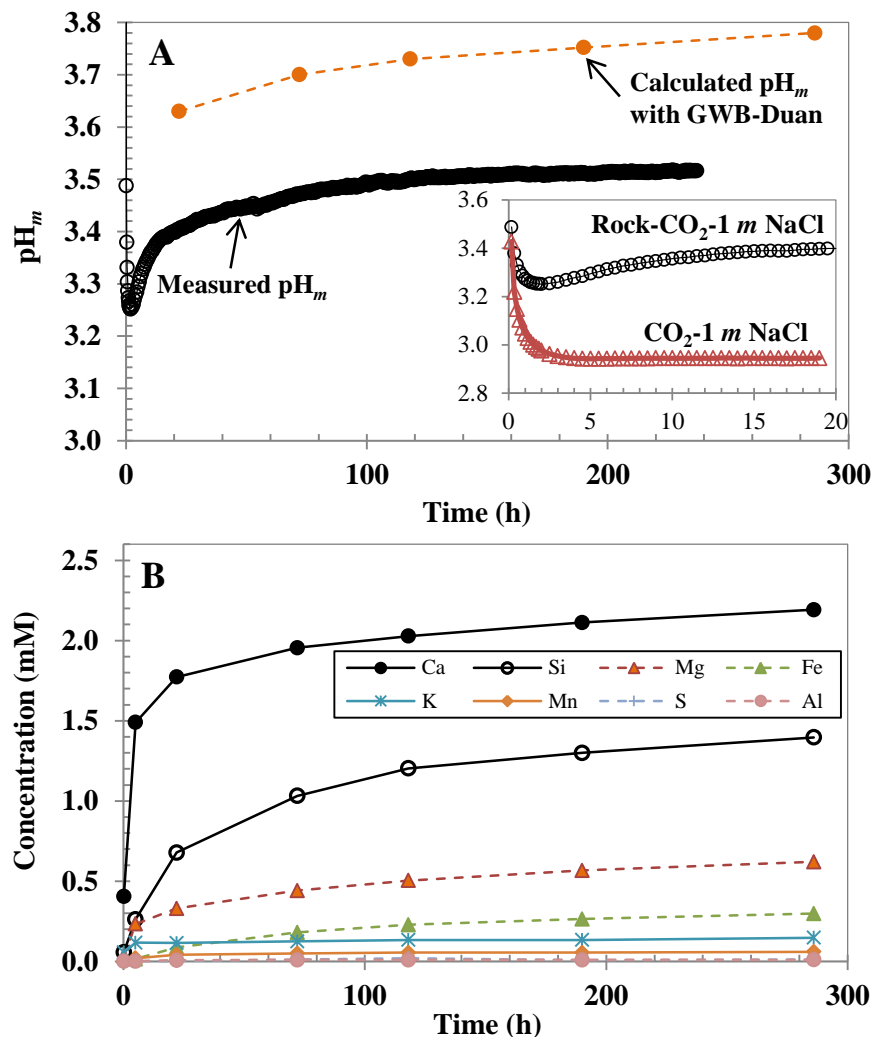 A
3.8
3.7
3.6
3.5
3.4
3.3
3.2
3.1
3.0
pHm
Calculated pHm
with GWB-Duan
Measured pHm
3.6
3.4
3.2
3.0
2.8
Rock-CO2-1 m NaCl
CO2-1 m NaCl
0 5 10 15 20
0 100 200 300
Time (h)
B
2.5
2.0
1.5
1.0
0.5
0.0
Concentration (mM)
Ca Si Mg Fe
K Mn S Al
0 100 200 300
Time (h)